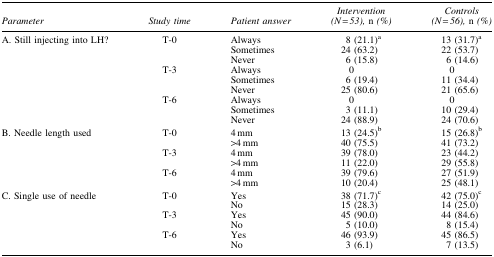 Intervention Controls
Parameter Study time Patient answer (N = 53), n (%) (N = 56), n (%)
A. Still injecting into LH? T-0 Always 8 (21.1)a 13 (31.7)a
Sometimes 24 (63.2) 22 (53.7)
Never 6 (15.8) 6 (14.6)
T-3 Always 0 0
Sometimes 6 (19.4) 11 (34.4)
Never 25 (80.6) 21 (65.6)
T-6 Always 0 0
Sometimes 3 (11.1) 10 (29.4)
Never 24 (88.9) 24 (70.6)
B. Needle length used T-0 4 mm 13 (24.5)b 15 (26.8)b
>4 mm 40 (75.5) 41 (73.2)
T-3 4 mm 39 (78.0) 23 (44.2)
>4 mm 11 (22.0) 29 (55.8)
T-6 4 mm 39 (79.6) 27 (51.9)
>4 mm 10 (20.4) 25 (48.1)
C. Single use of needle T-0 Yes 38 (71.7)c 42 (75.0)c
No 15 (28.3) 14 (25.0)
T-3 Yes 45 (90.0) 44 (84.6)
No 5 (10.0) 8 (15.4)
T-6 Yes 46 (93.9) 45 (86.5)
No 3 (6.1) 7 (13.5)